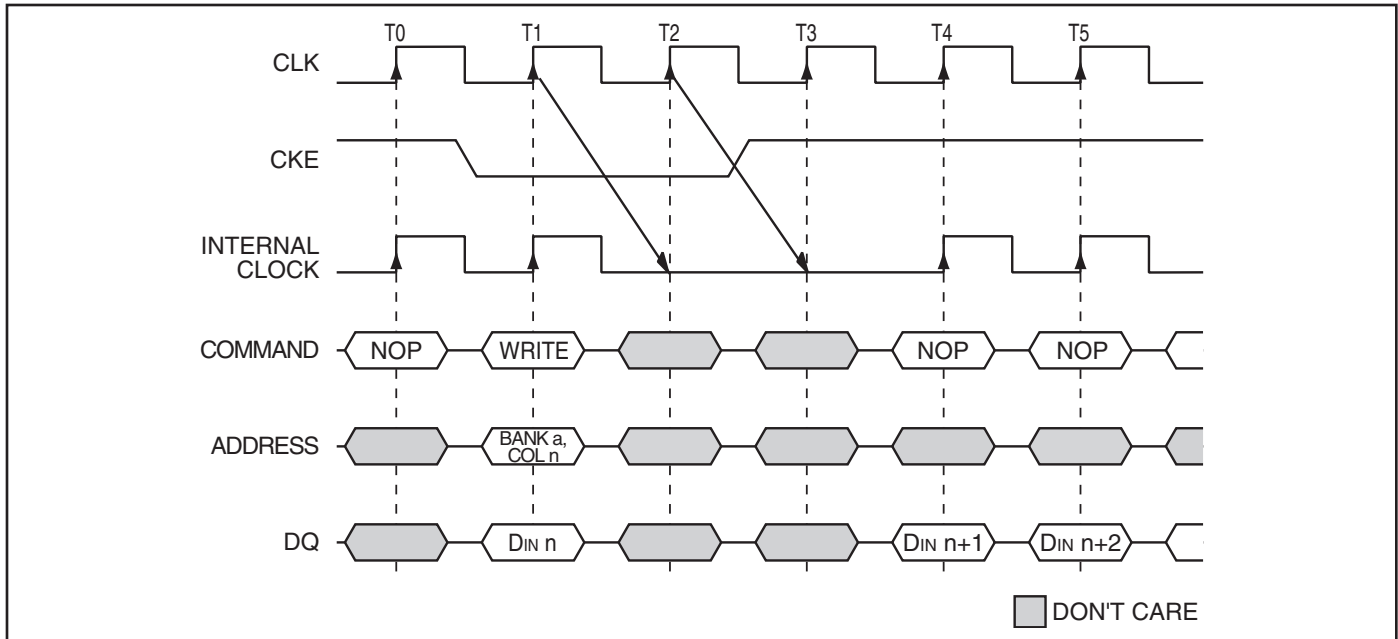 T0 T1 T2 T3 T4 T5
CLK
CKE
INTERNAL
CLOCK
COMMAND NOP WRITE NOP NOP
ADDRESS BANK a,
COL n
DQ DIN n DIN n+1 DIN n+2
DON'T CARE